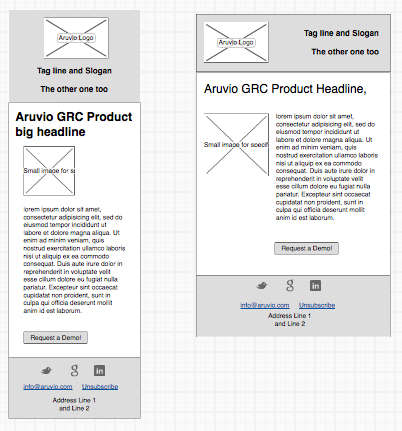 Aruvio Logo
Tag line and Slogan
The other one too
Aruvio GRC Product
big headline
Small image for s
lorem ipsum dolor sit amet,
consectetur adipisicing elit, sed do
eiusmod tempor incididunt ut
labore et dolore magna aliqua. Ut
enim ad minim veniam, quis
nostrud exercitation ullamco laboris
nisi ut aliquip ex ea commodo
consequat. Duis aute irure dolor in
reprehenderit in voluptate velit
esse cillum dolore eu fugiat nulla
pariatur. Excepteur sint occaecat
cupidatat non proident, sunt in
culpa qui officia deserunt mollit
anim id est laborum.
Request a Demo!
info@aruvio.com Unsubscribe
Address Line 1
and Line 2
Aruvio Logo
Tag line and Slogan
The other one too
Aruvio GRC Product Headline,
Small image for specif
lorem ipsum dolor sit amet,
consectetur adipisicing elit, sed do
eiusmod tempor incididunt ut
labore et dolore magna aliqua. Ut
enim ad minim veniam, quis
nostrud exercitation ullamco laboris
nisi ut aliquip ex ea commodo
consequat. Duis aute irure dolor in
reprehenderit in voluptate velit
esse cillum dolore eu fugiat nulla
pariatur. Excepteur sint occaecat
cupidatat non proident, sunt in
culpa qui officia deserunt mollit
anim id est laborum.
Request a Demo!
info@aruvio.com Unsubscribe
Address Line 1
and Line 2